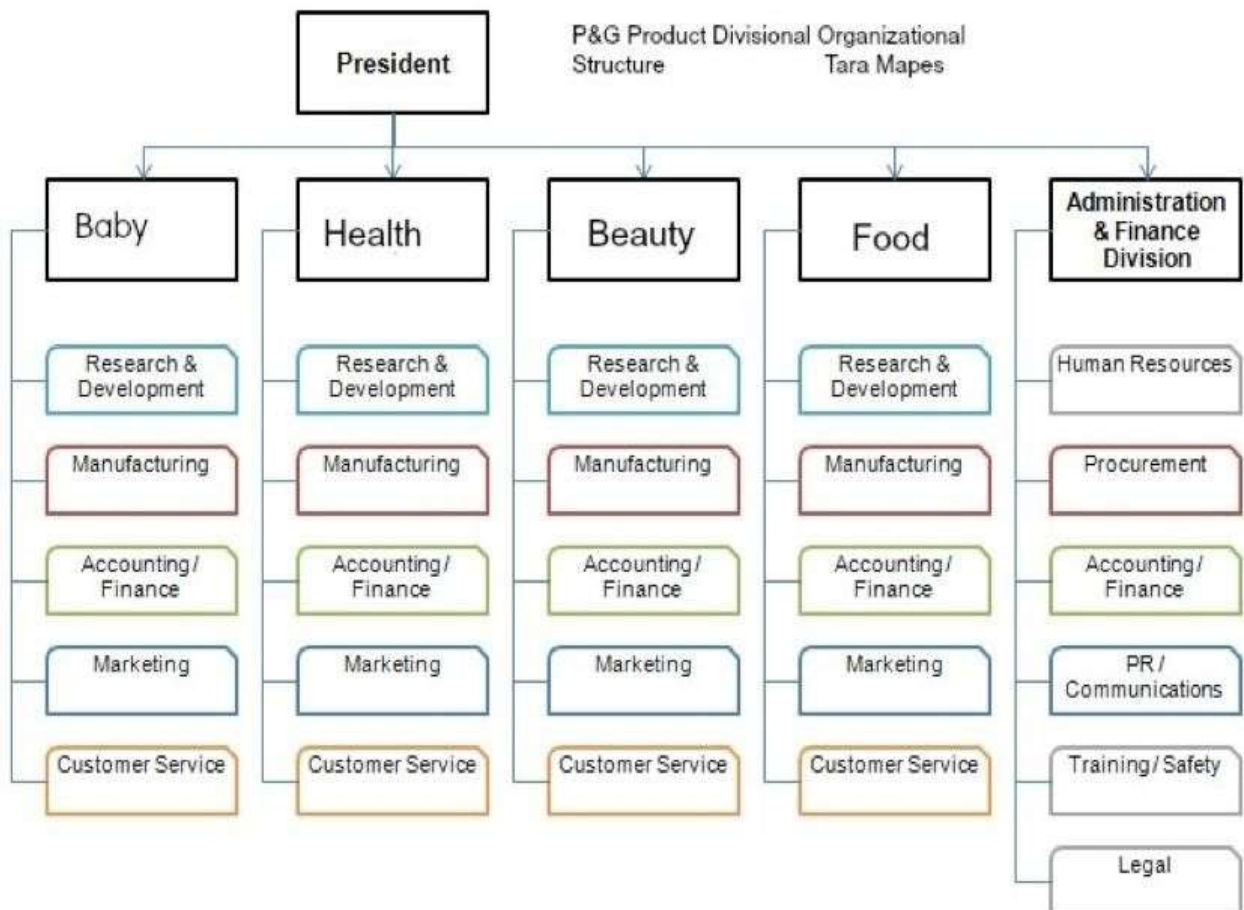 President
P&G Product Divisional Organizational
Structure Tara Mapes
Baby
Health
Beauty
Food
Administration
& Finance
Division
Research &
Development
Research &
Development
Research &
Development
Research &
Development
Human Resources
Manufacturing
Manufacturing
Manufacturing
Manufacturing
Procurement
Accounting/
Finance
Accounting/
Finance
Accounting/
Finance
Accounting/
Finance
Accounting/
Finance
Marketing
Marketing
Marketing
Marketing
PR /
Communications
Customer Service
Customer Service
Customer Service
Customer Service
Training/ Safety
Legal